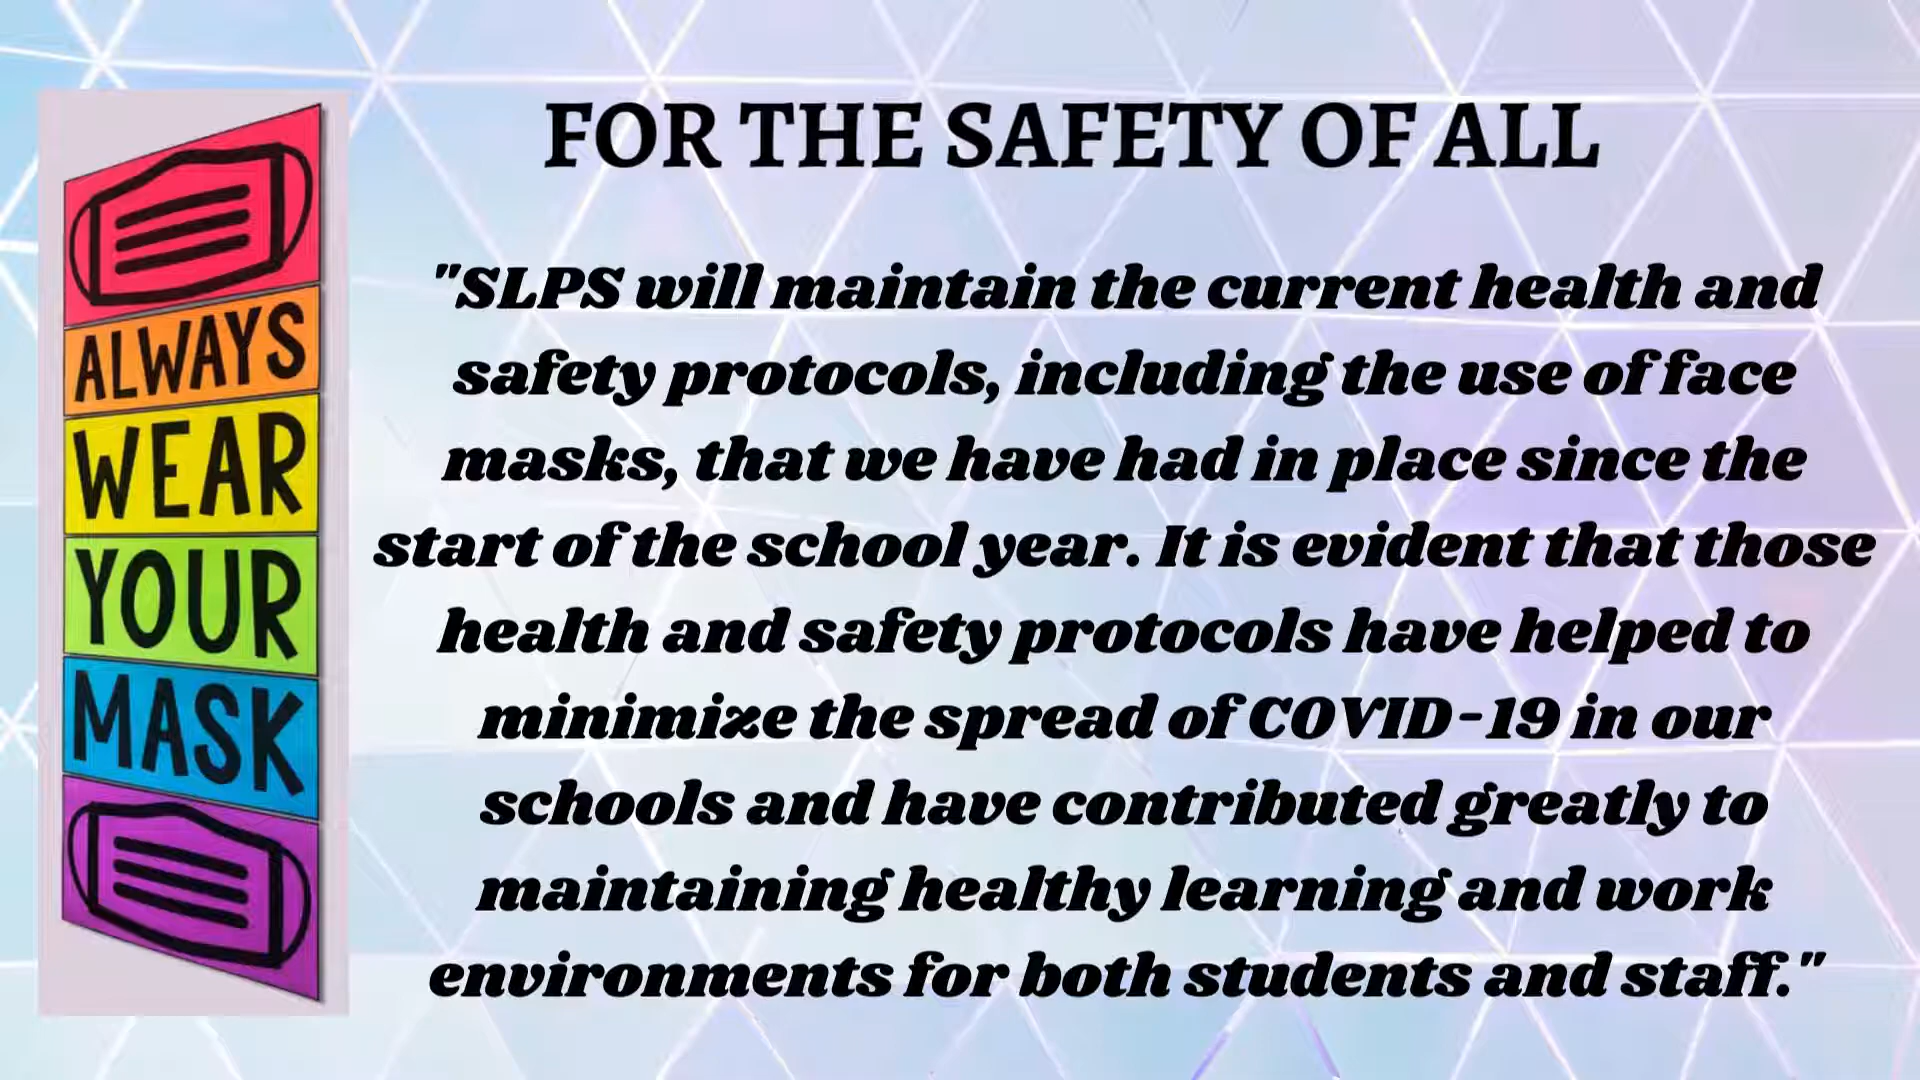 FOR THE SAFETY OF ALL
ALWAYS
WEAR
YOUR
MASK
"SLPS will maintain the current health and
safety protocols, including the use of face
masks, that we have had in place since the
start of the school year. It is evident that those
health and safety protocols have helped to
minimize the spread of COVID-19 in our
schools and have contributed greatly to
maintaining healthy learning and work
environments for both students and staff."